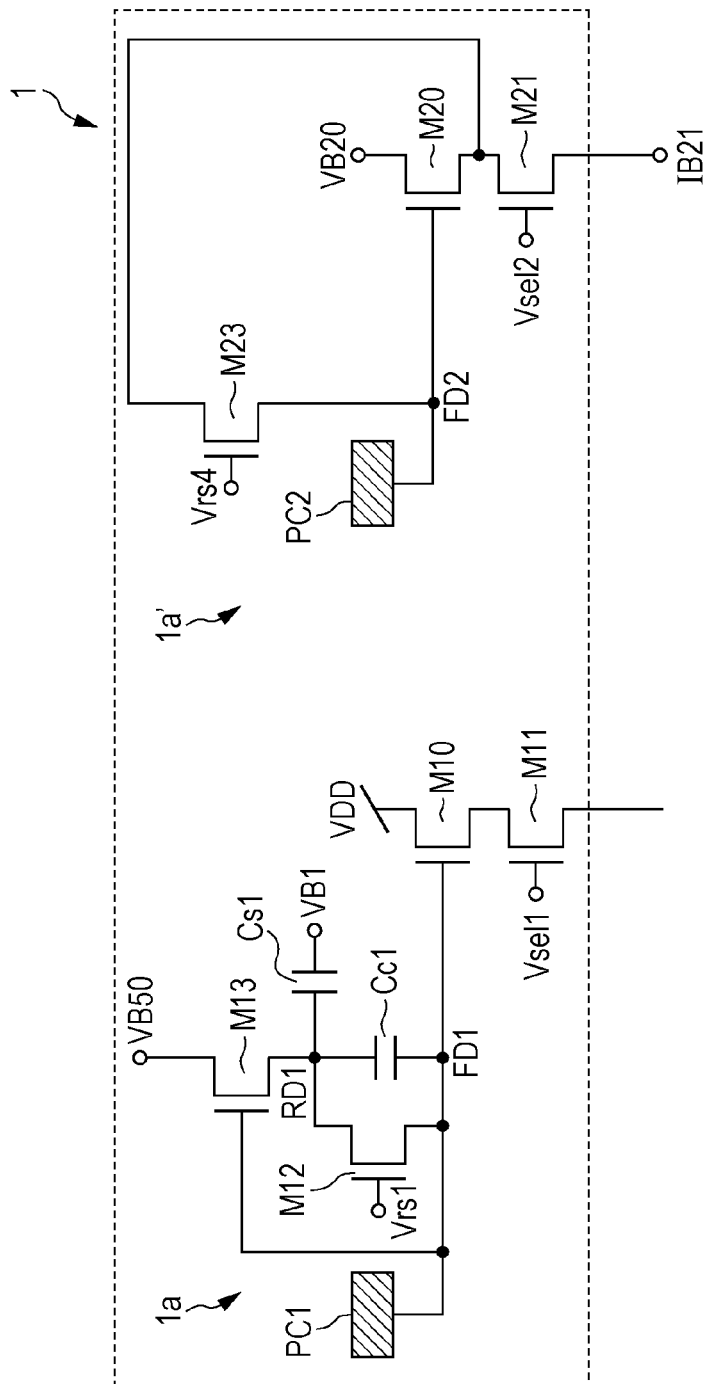 1
1a
VB50
M13
RD1
Cs1
VB1
Cc1
M12
Vrs1
PC1
FD1
VDD
M10
M11
Vsel1
1a'
Vrs4
M23
PC2
FD2
VB20
M20
M21
Vsel2
IB21